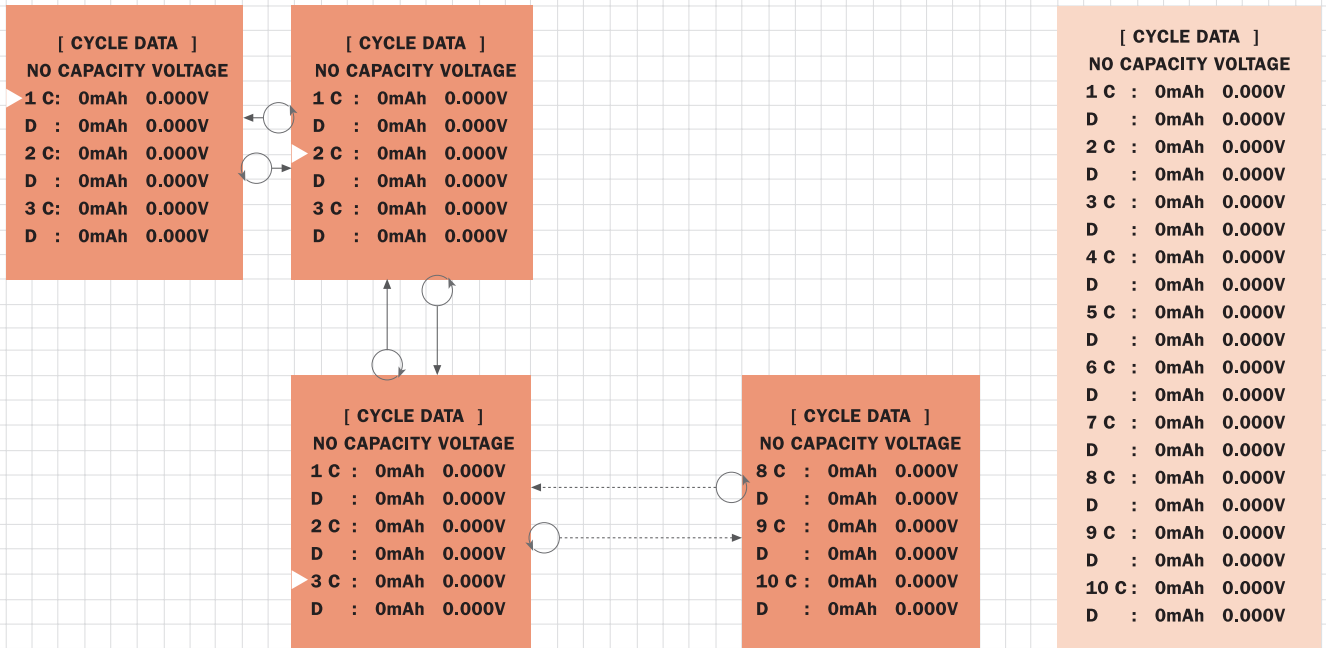 [ CYCLE DATA ]
NO CAPACITY VOLTAGE
1 C: 0mAh 0.000V
D : 0mAh 0.000V
2 C: 0mAh 0.000V
D : 0mAh 0.000V
3 C: 0mAh 0.000V
D : 0mAh 0.000V
[ CYCLE DATA ]
NO CAPACITY VOLTAGE
1 C : 0mAh 0.000V
D : 0mAh 0.000V
2 C : 0mAh 0.000V
D : 0mAh 0.000V
3 C : 0mAh 0.000V
D : 0mAh 0.000V
[ CYCLE DATA ]
NO CAPACITY VOLTAGE
1 C : 0mAh 0.000V
D : 0mAh 0.000V
2 C : 0mAh 0.000V
D : 0mAh 0.000V
3 C : 0mAh 0.000V
D : 0mAh 0.000V
[ CYCLE DATA ]
NO CAPACITY VOLTAGE
8 C : 0mAh 0.000V
D : 0mAh 0.000V
9 C : 0mAh 0.000V
D : 0mAh 0.000V
10 C : 0mAh 0.000V
D : 0mAh 0.000V
[ CYCLE DATA ]
NO CAPACITY VOLTAGE
1 C : 0mAh 0.000V
D : 0mAh 0.000V
2 C : 0mAh 0.000V
D : 0mAh 0.000V
3 C : 0mAh 0.000V
D : 0mAh 0.000V
4 C : 0mAh 0.000V
D : 0mAh 0.000V
5 C : 0mAh 0.000V
D : 0mAh 0.000V
6 C : 0mAh 0.000V
D : 0mAh 0.000V
7 C : 0mAh 0.000V
D : 0mAh 0.000V
8 C : 0mAh 0.000V
D : 0mAh 0.000V
9 C : 0mAh 0.000V
D : 0mAh 0.000V
10 C : 0mAh 0.000V
D : 0mAh 0.000V